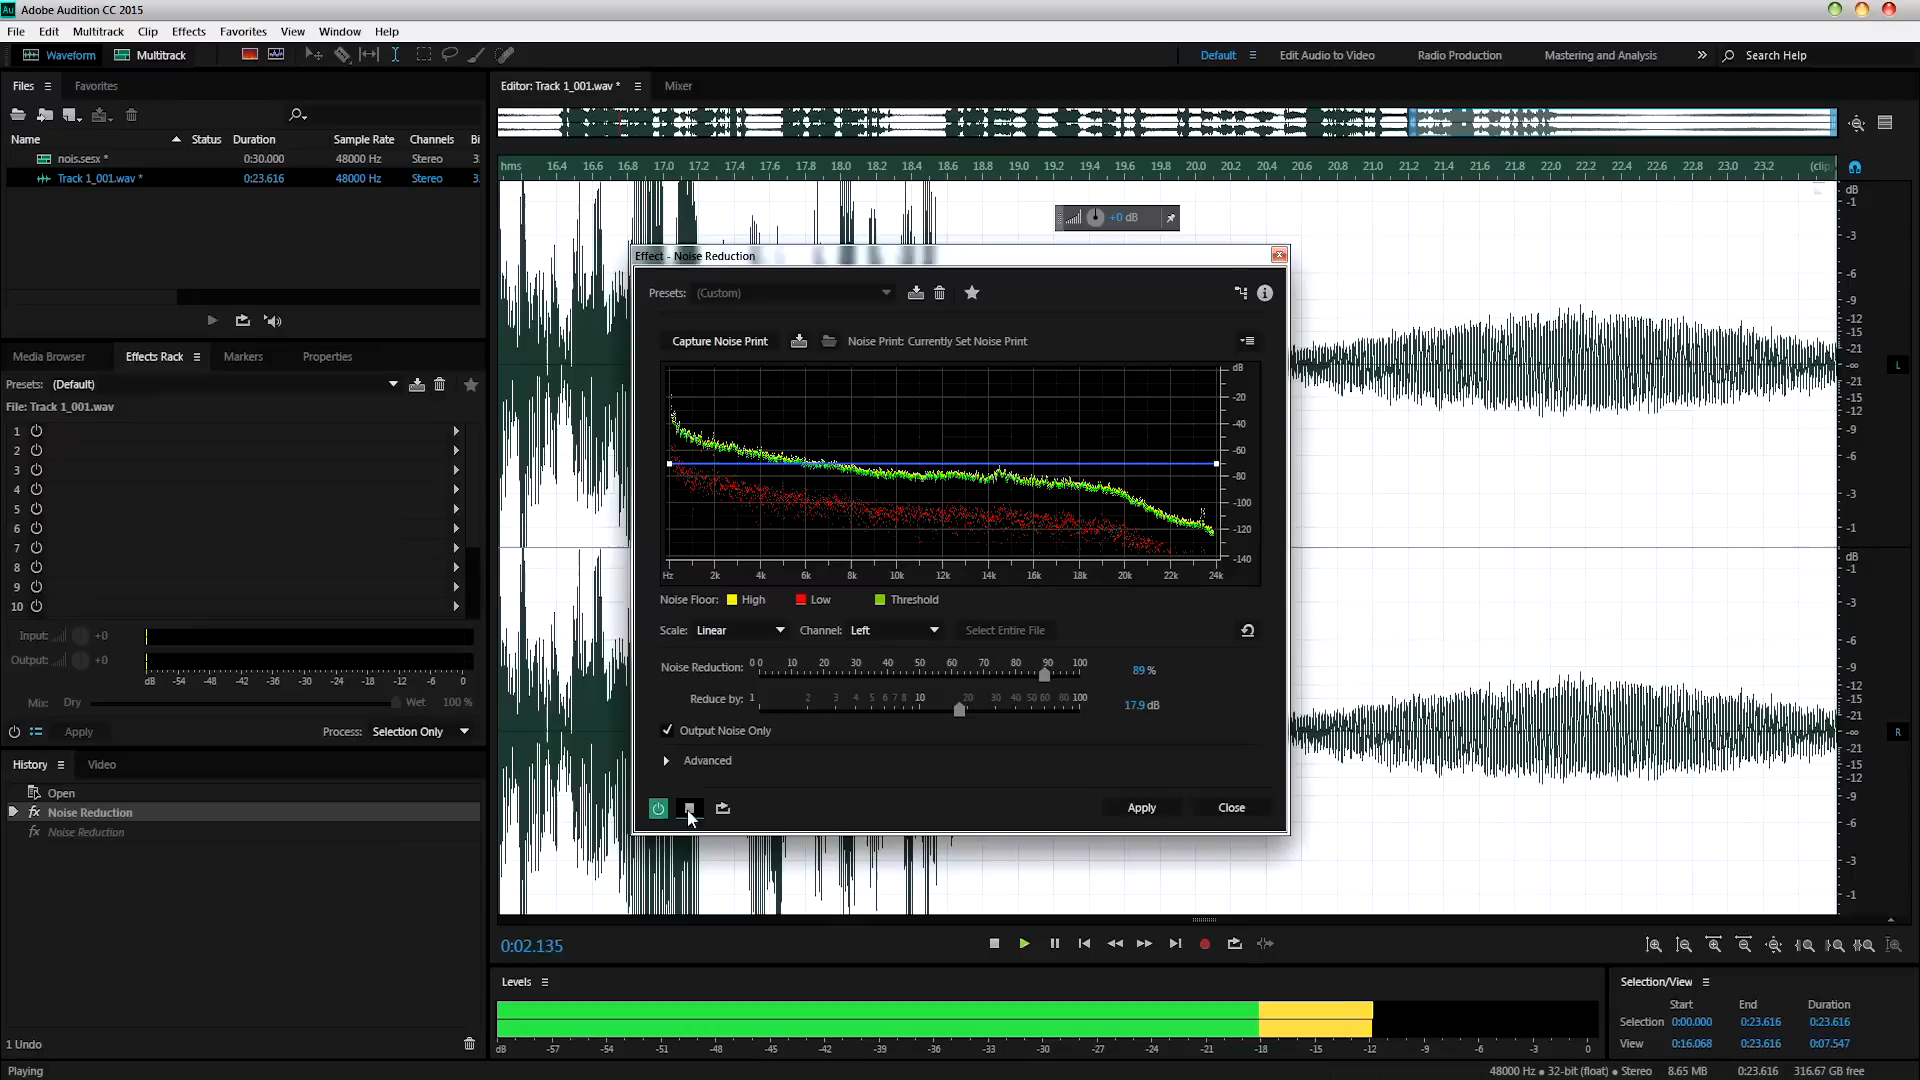 Au Adobe Audition CC 2015
File Edit Multitrack Clip Effects Favorites View Window Help
Waveform Multitrack Default Edit Audio to Video Radio Production Mastering and Analysis Search Help
Files Favorites
Name Status Duration Sample Rate Channels Bi
nois.sesx * 0:30.000 48000 Hz Stereo 3
Track 1_001.wav * 0:23.616 48000 Hz Stereo 3
Media Browser Effects Rack Markers Properties
Presets: (Default)
File: Track 1_001.wav
1
2
3
4
5
6
7
8
9
10
Input: +0
Output: +0
dB -54 -48 -42 -36 -30 -24 -18 -12 -6 0
Mix: Dry Wet 100 %
Apply Process: Selection Only
History Video
Open
fx Noise Reduction
fx Noise Reduction
1 Undo
Playing
Editor: Track 1_001.wav * Mixer
hms 16.4 16.6 16.8 17.0 17.2 17.4 17.6 17.8 18.0 18.2 18.4 18.6 18.8 19.0 19.2 19.4 19.6 19.8 20.0 20.2 20.4 20.6 20.8 21.0 21.2 21.4 21.6 21.8 22.0 22.2 22.4 22.6 22.8 23.0 23.2 (clip
+0 dB
dB
-1
-3
-6
-9
-12
-15
-21
-∞
-21
-15
-12
-9
-6
-3
-1
L
dB
-1
-3
-6
-9
-12
-15
-21
-∞
-21
-15
-12
-9
-6
-3
-1
R
Effect - Noise Reduction
Presets: (Custom)
Capture Noise Print Noise Print: Currently Set Noise Print
dB
-20
-40
-60
-80
-100
-120
-140
Hz 2k 4k 6k 8k 10k 12k 14k 16k 18k 20k 22k 24k
Noise Floor: High Low Threshold
Scale: Linear Channel: Left Select Entire File
Noise Reduction: 0 0 10 20 30 40 50 60 70 80 90 100 89 %
Reduce by: 1 2 3 4 5 6 7 8 10 20 30 40 50 60 80 100 17.9 dB
Output Noise Only
Advanced
Apply Close
0:02.135
Levels
dB -57 -54 -51 -48 -45 -42 -39 -36 -33 -30 -27 -24 -21 -18 -15 -12 -9 -6 -3 0
Selection/View
Start End Duration
Selection 0:00.000 0:23.616 0:23.616
View 0:16.068 0:23.616 0:07.547
48000 Hz • 32-bit (float) • Stereo 8.65 MB 0:23.616 316.67 GB free